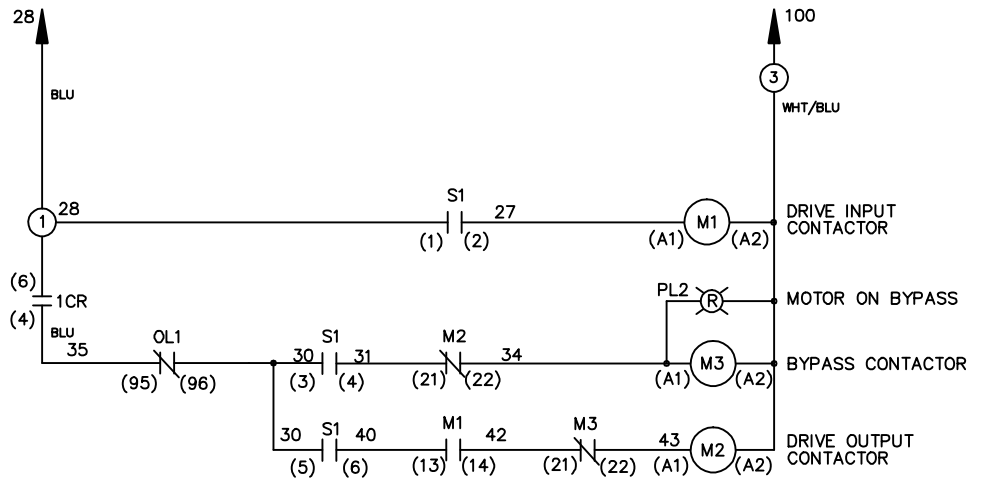 28
100
3
BLU
WHT/BLU
S1
1
28
27
M1
DRIVE INPUT
CONTACTOR
(1) (2)
(A1) (A2)
(6)
1CR
(4)
PL2
R
MOTOR ON BYPASS
BLU
35
OL1
(95) (96)
S1
30
31
(3) (4)
M2
34
(21) (22)
M3
(A1) (A2)
BYPASS CONTACTOR
30
S1
40
(5) (6)
M1
42
(13) (14)
M3
(21) (22)
43
M2
(A1) (A2)
DRIVE OUTPUT
CONTACTOR